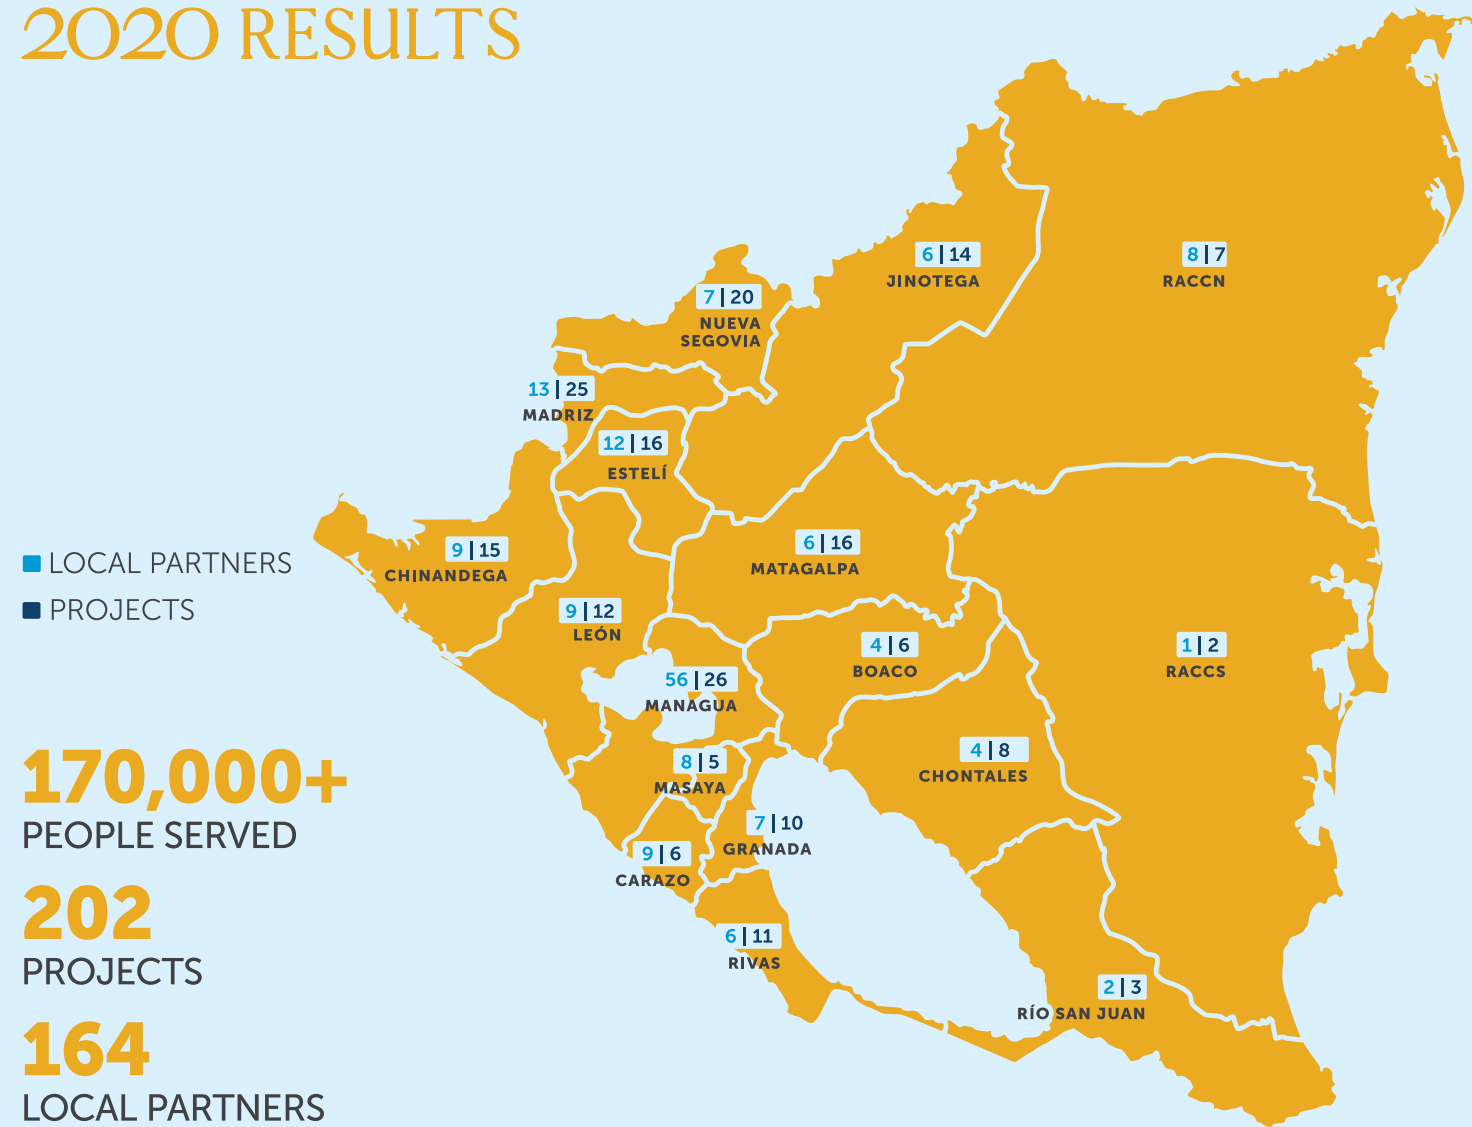 2020 RESULTS
6 | 14
JINOTEGA
8 | 7
RACCN
7 | 20
NUEVA
SEGOVIA
13 | 25
MADRIZ
12 | 16
ESTELÍ
9 | 15
CHINANDEGA
6 | 16
MATAGALPA
LOCAL PARTNERS
PROJECTS
9 | 12
LEÓN
4 | 6
BOACO
1 | 2
RACCS
56 | 26
MANAGUA
4 | 8
CHONTALES
8 | 5
MASAYA
7 | 10
GRANADA
9 | 6
CARAZO
6 | 11
RIVAS
2 | 3
RÍO SAN JUAN
170,000+
PEOPLE SERVED
202
PROJECTS
164
LOCAL PARTNERS